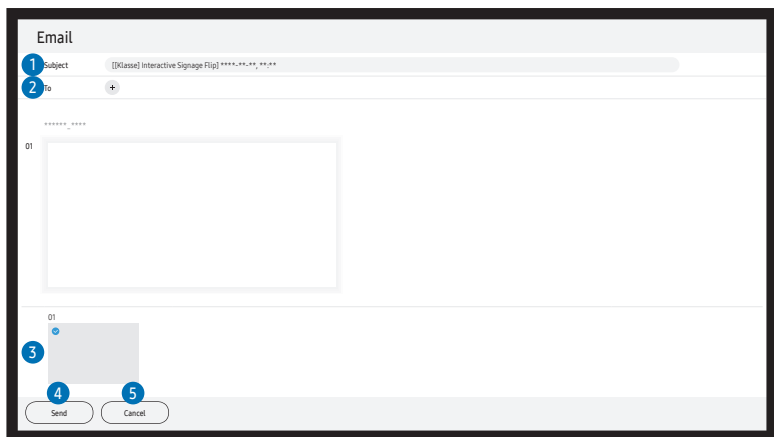 Email
1 Subject [[Klasse] Interactive Signage Flip] ****-**-**, **:**
2 To +
******_****
01
01
3
4 5
Send Cancel